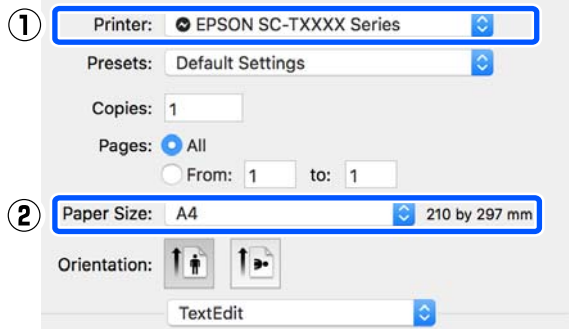 ① Printer: EPSON SC-TXXXX Series
Presets: Default Settings
Copies: 1
Pages: All
From: 1 to: 1
② Paper Size: A4 210 by 297 mm
Orientation:
TextEdit